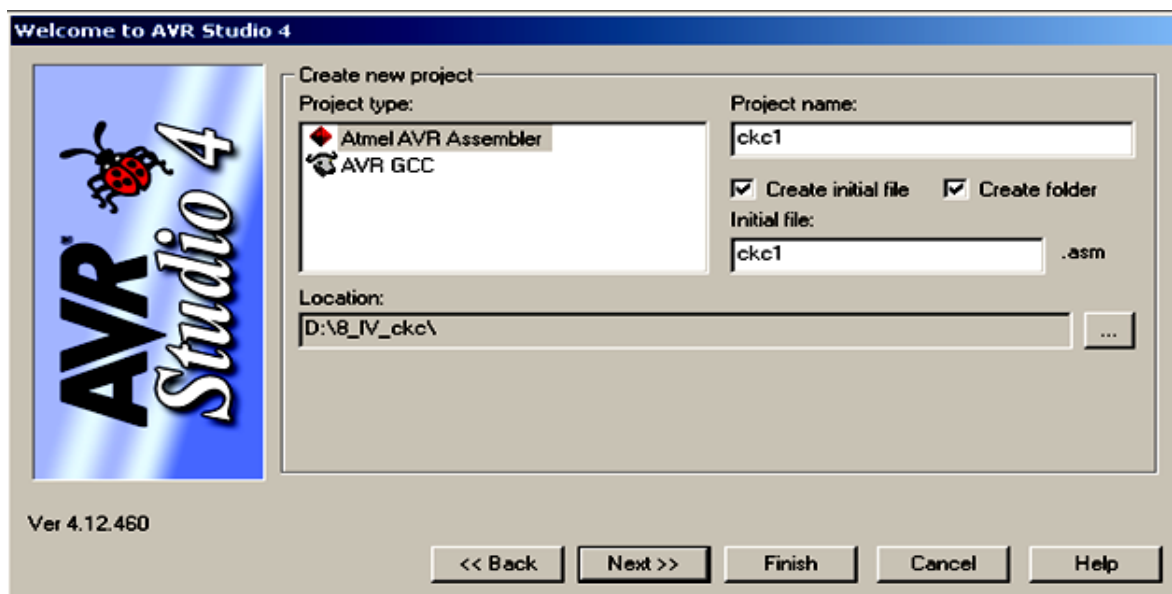 Welcome to AVR Studio 4
AVR®
Studio 4
Create new project
Project type:
Atmel AVR Assembler
AVR GCC
Project name:
ckc1
Create initial file
Create folder
Initial file:
ckc1
.asm
Location:
D:\8_IV_ckc\
...
Ver 4.12.460
<< Back
Next >>
Finish
Cancel
Help